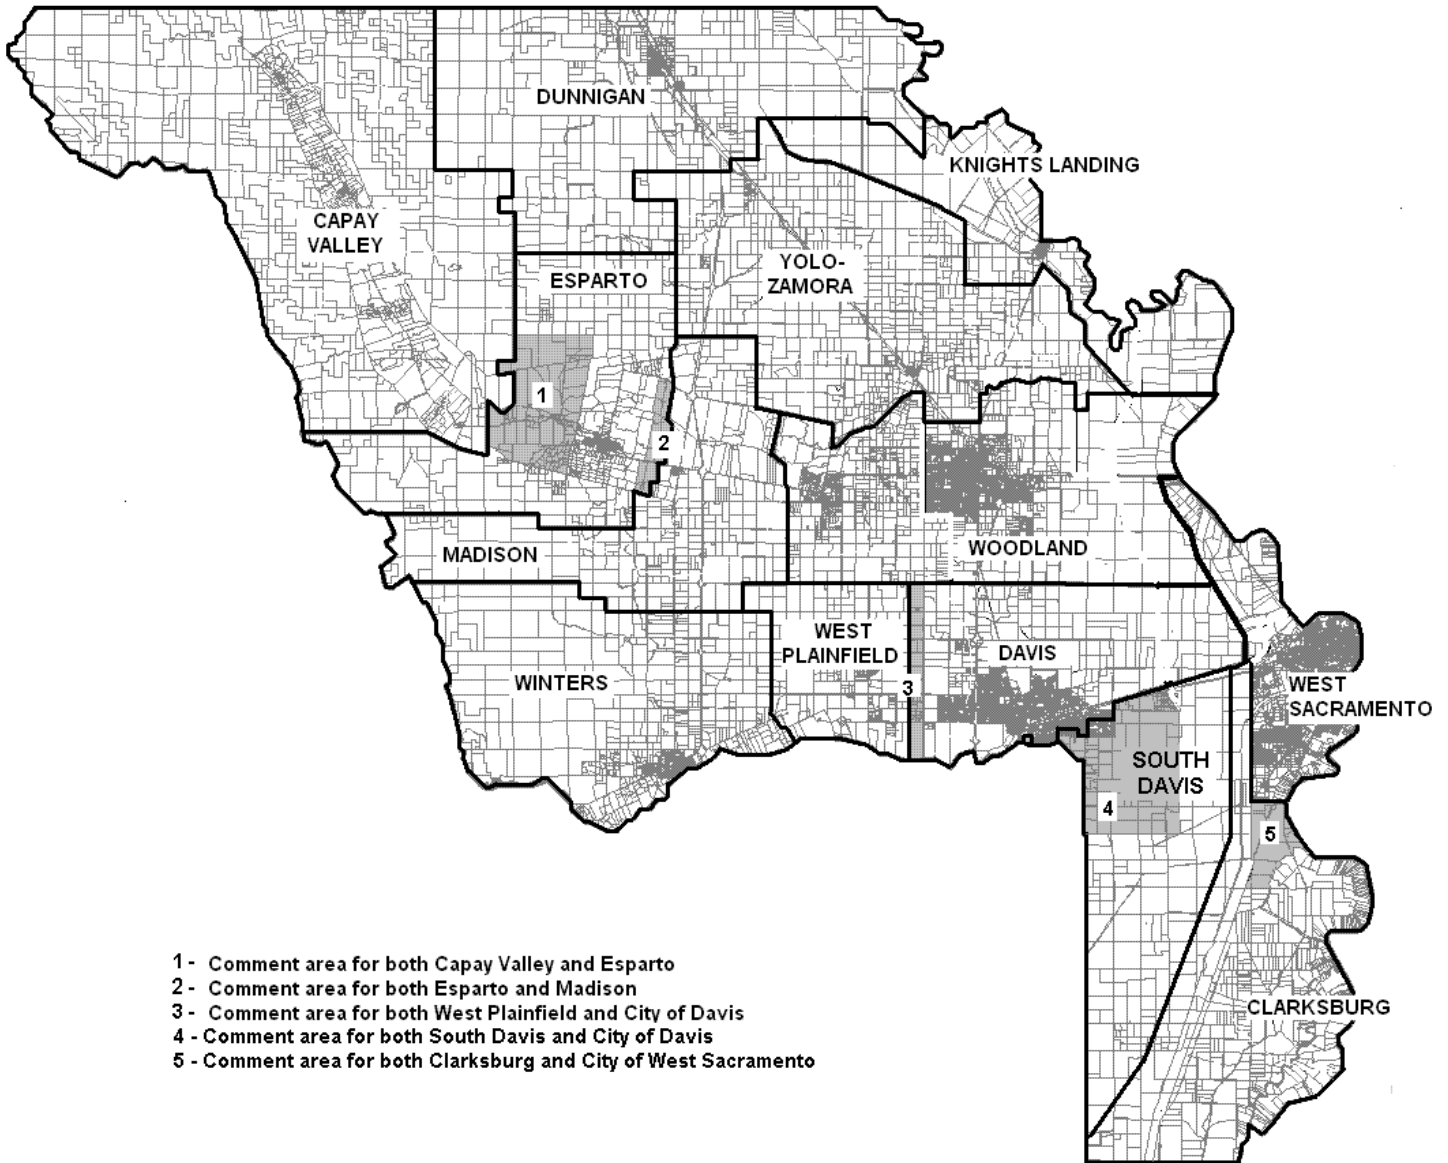 DUNNIGAN
KNIGHTS LANDING
CAPAY
VALLEY
YOLO-
ZAMORA
ESPARTO
1
2
MADISON
WOODLAND
WEST
PLAINFIELD
DAVIS
WINTERS
3
WEST
SACRAMENTO
SOUTH
DAVIS
4
5
CLARKSBURG
1 - Comment area for both Capay Valley and Esparto
2 - Comment area for both Esparto and Madison
3 - Comment area for both West Plainfield and City of Davis
4 - Comment area for both South Davis and City of Davis
5 - Comment area for both Clarksburg and City of West Sacramento